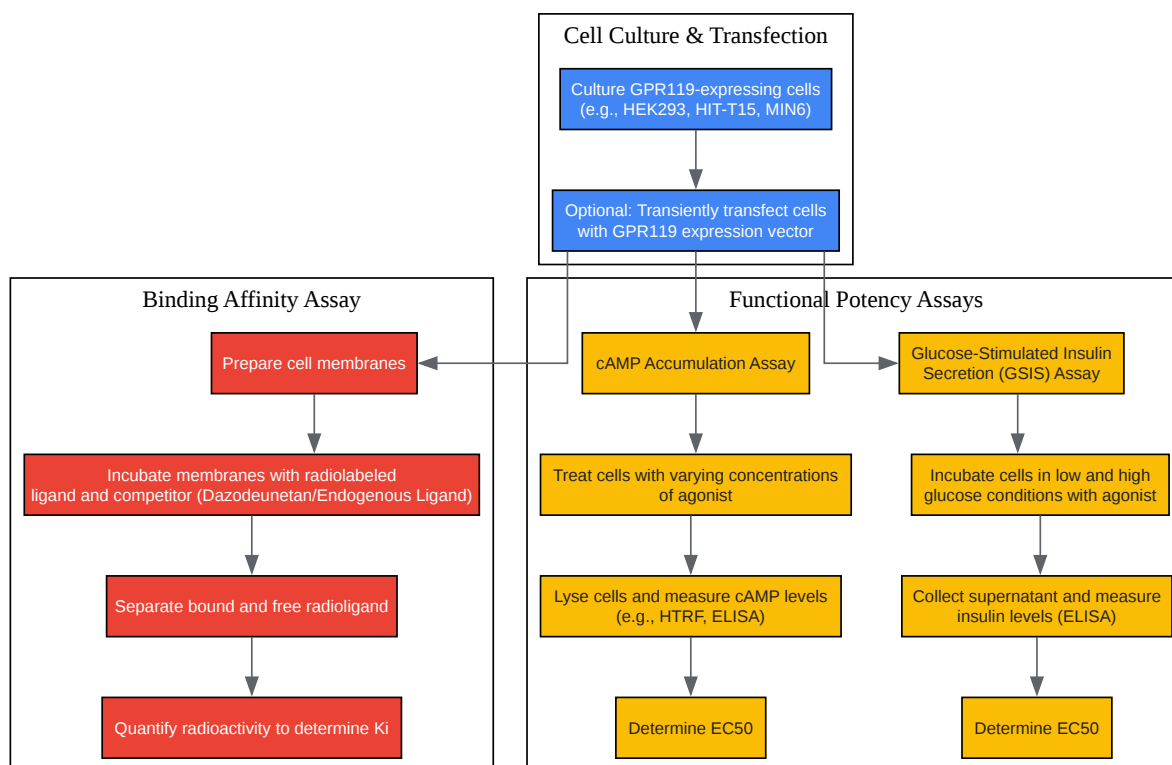 Cell Culture & Transfection
Culture GPR119-expressing cells
(e.g., HEK293, HIT-T15, MIN6)
Optional: Transiently transfect cells
with GPR119 expression vector
Binding Affinity Assay
Prepare cell membranes
Incubate membranes with radiolabeled
ligand and competitor (Dazodeunetan/Endogenous Ligand)
Separate bound and free radioligand
Quantify radioactivity to determine Ki
Functional Potency Assays
cAMP Accumulation Assay
Treat cells with varying concentrations
of agonist
Lyse cells and measure cAMP levels
(e.g., HTRF, ELISA)
Determine EC50
Glucose-Stimulated Insulin
Secretion (GSIS) Assay
Incubate cells in low and high
glucose conditions with agonist
Collect supernatant and measure
insulin levels (ELISA)
Determine EC50